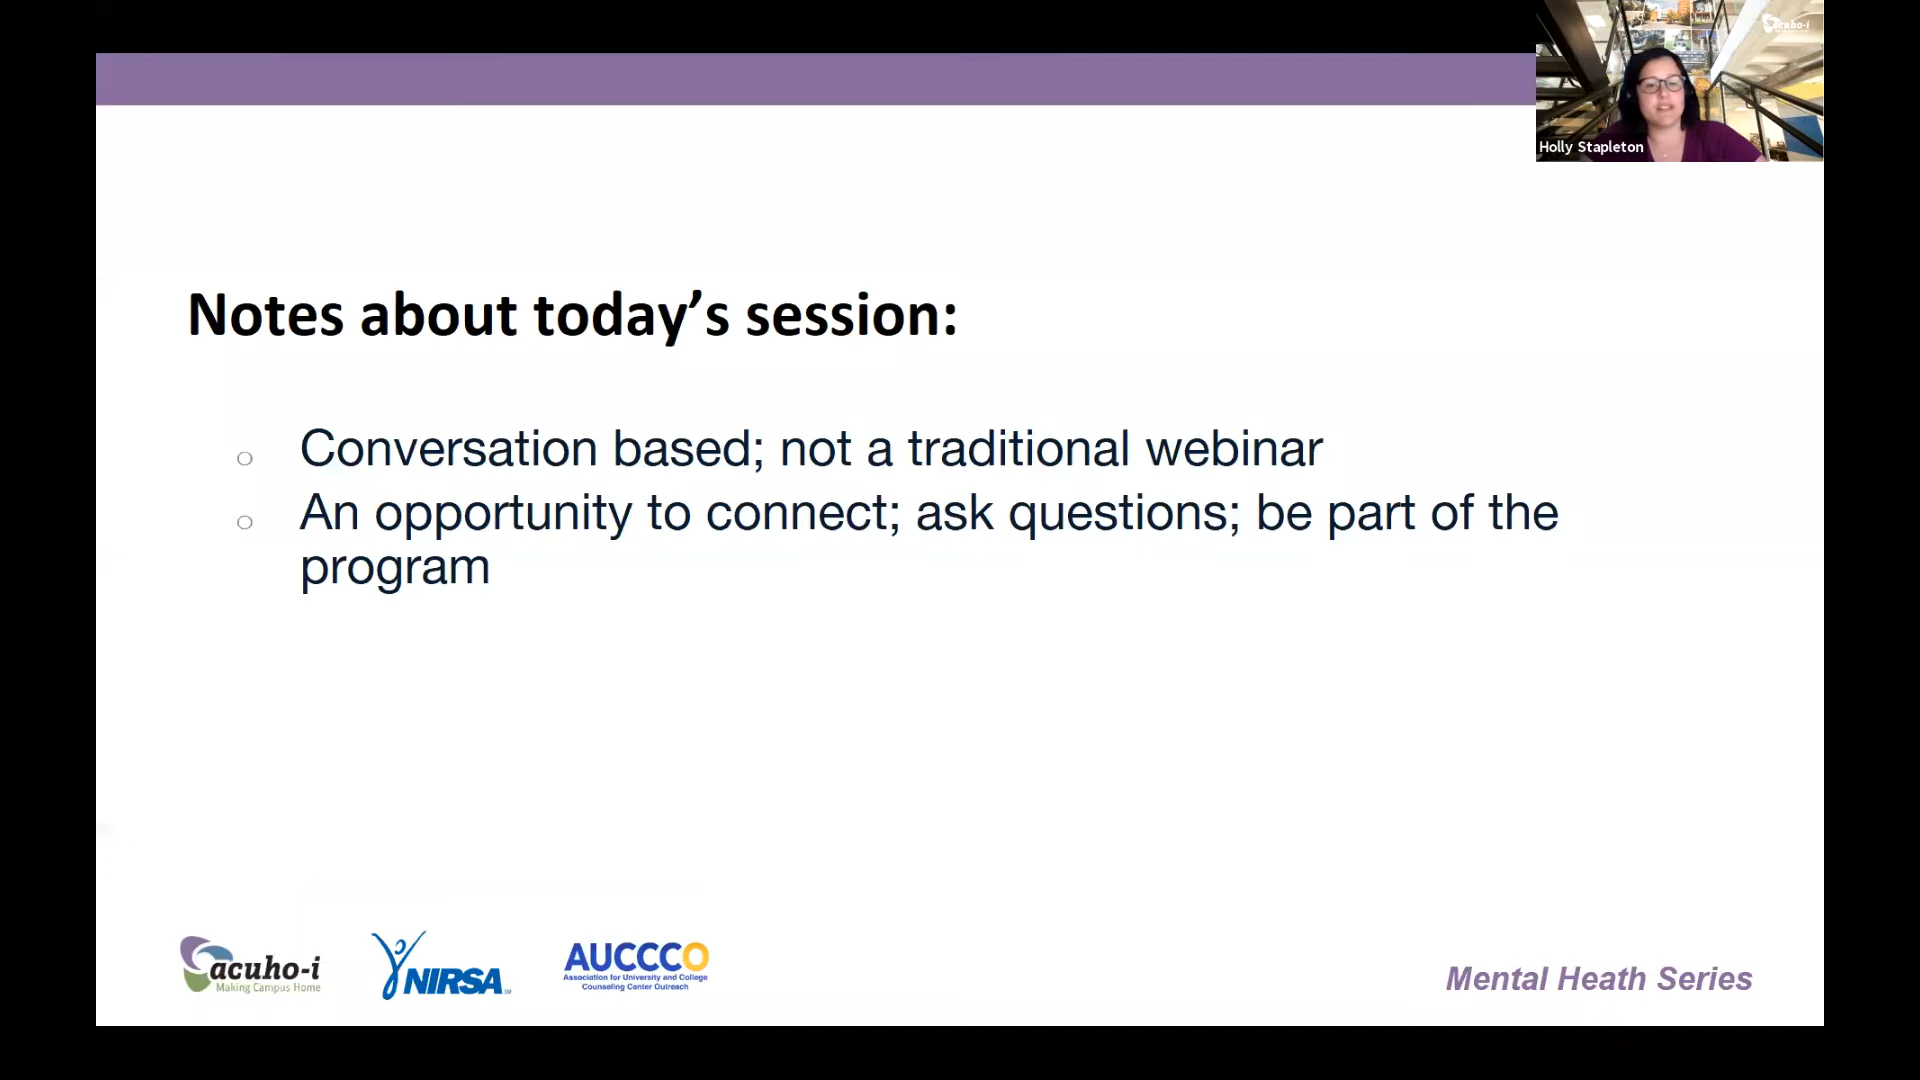 acuho-i
Holly Stapleton
Notes about today’s session:
○ Conversation based; not a traditional webinar
○ An opportunity to connect; ask questions; be part of the
program
acuho-i
Making Campus Home
NIRSA
AUCCCO
Association for University and College
Counseling Center Outreach
Mental Heath Series